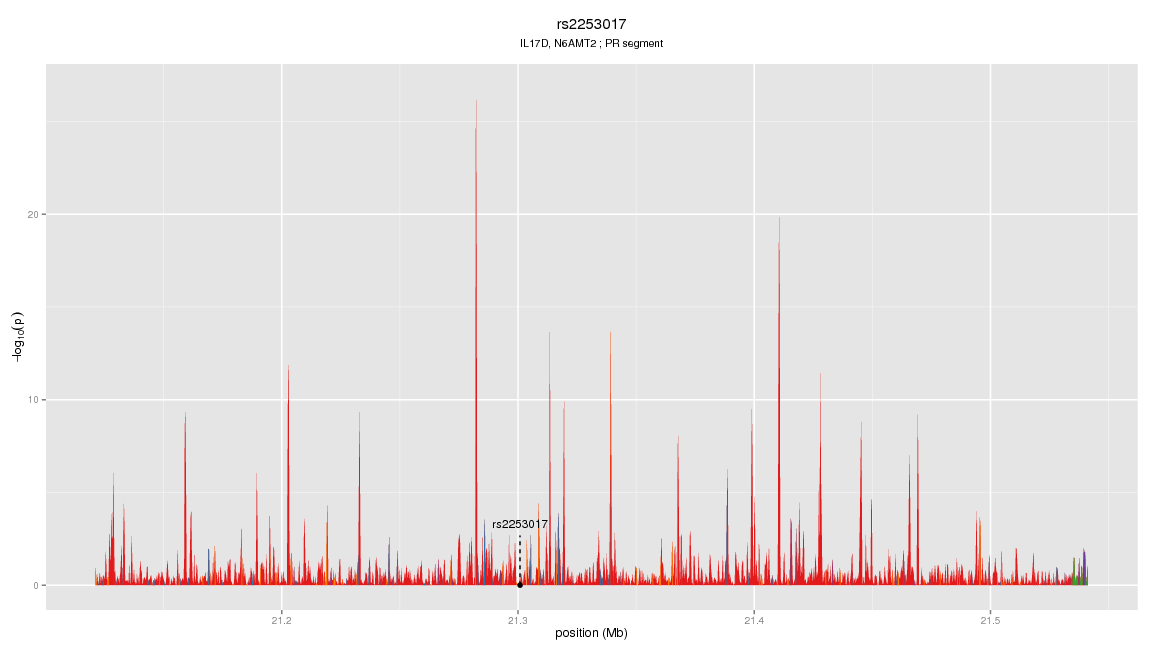 rs2253017
IL17D, N6AMT2 ; PR segment
−log10(p)
20
10
0
rs2253017
21.2
21.3
21.4
21.5
position (Mb)